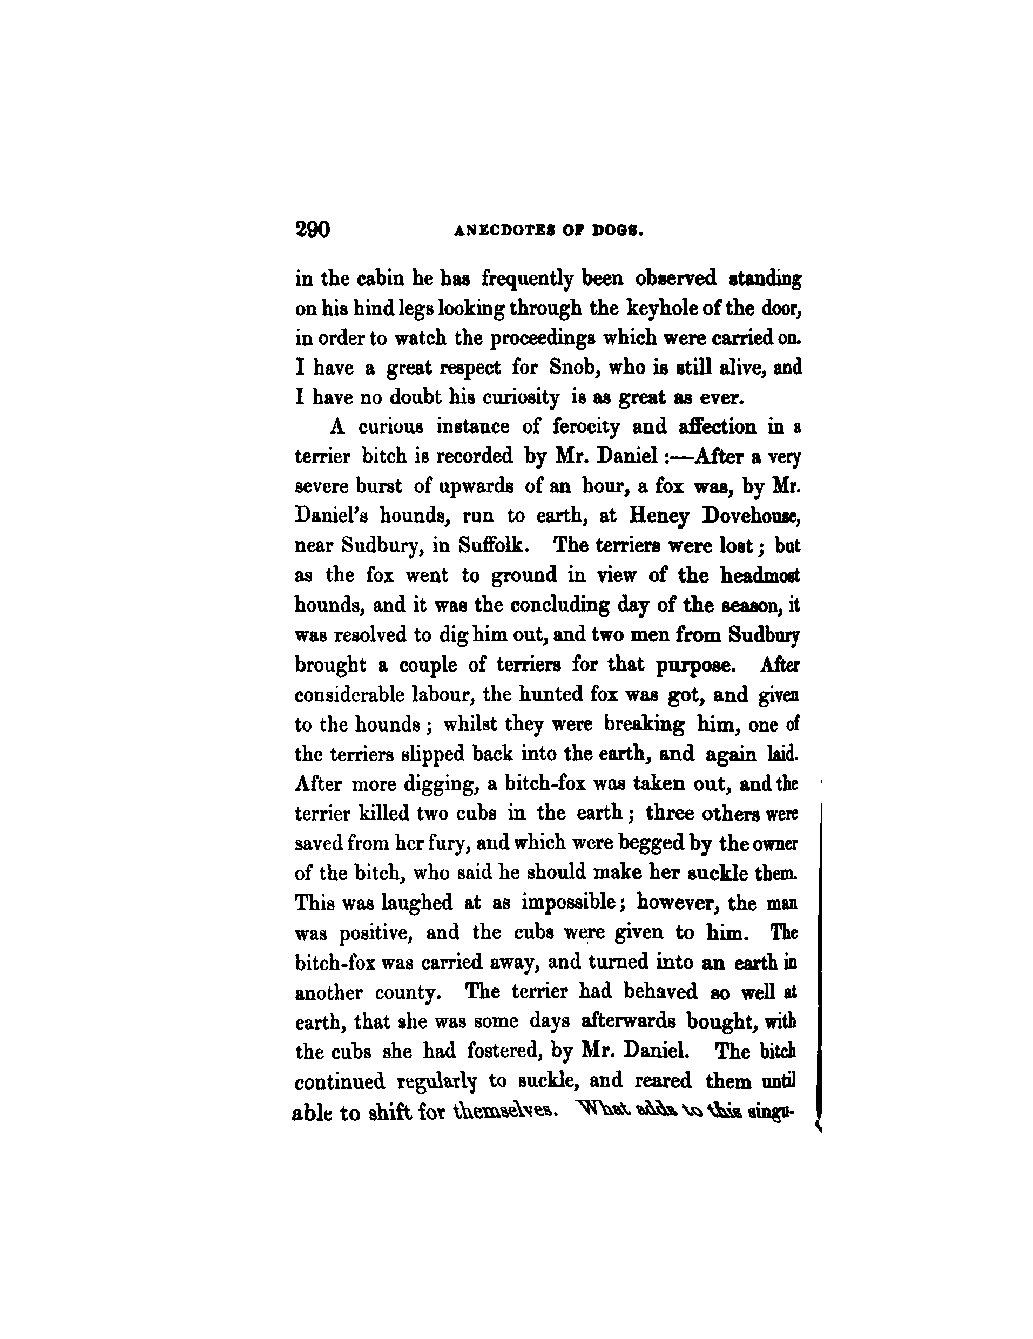 290 ANECDOTES OF DOGS.
in the cabin he has frequently been observed standing
on his hind legs looking through the keyhole of the door,
in order to watch the proceedings which were carried on.
I have a great respect for Snob, who is still alive, and
I have no doubt his curiosity is as great as ever.
A curious instance of ferocity and affection in a
terrier bitch is recorded by Mr. Daniel :—After a very
severe burst of upwards of an hour, a fox was, by Mr.
Daniel's hounds, run to earth, at Heney Dovehouse,
near Sudbury, in Suffolk. The terriers were lost ; but
as the fox went to ground in view of the headmost
hounds, and it was the concluding day of the season, it
was resolved to dig him out, and two men from Sudbury
brought a couple of terriers for that purpose. After
considerable labour, the hunted fox was got, and given
to the hounds ; whilst they were breaking him, one of
the terriers slipped back into the earth, and again laid.
After more digging, a bitch-fox was taken out, and the
terrier killed two cubs in the earth ; three others were
saved from her fury, and which were begged by the owner
of the bitch, who said he should make her suckle them.
This was laughed at as impossible ; however, the man
was positive, and the cubs were given to him. The
bitch-fox was carried away, and turned into an earth in
another county. The terrier had behaved so well at
earth, that she was some days afterwards bought, with
the cubs she had fostered, by Mr. Daniel. The bitch
continued regularly to suckle, and reared them until
able to shift for themselves. What adds to this singu-